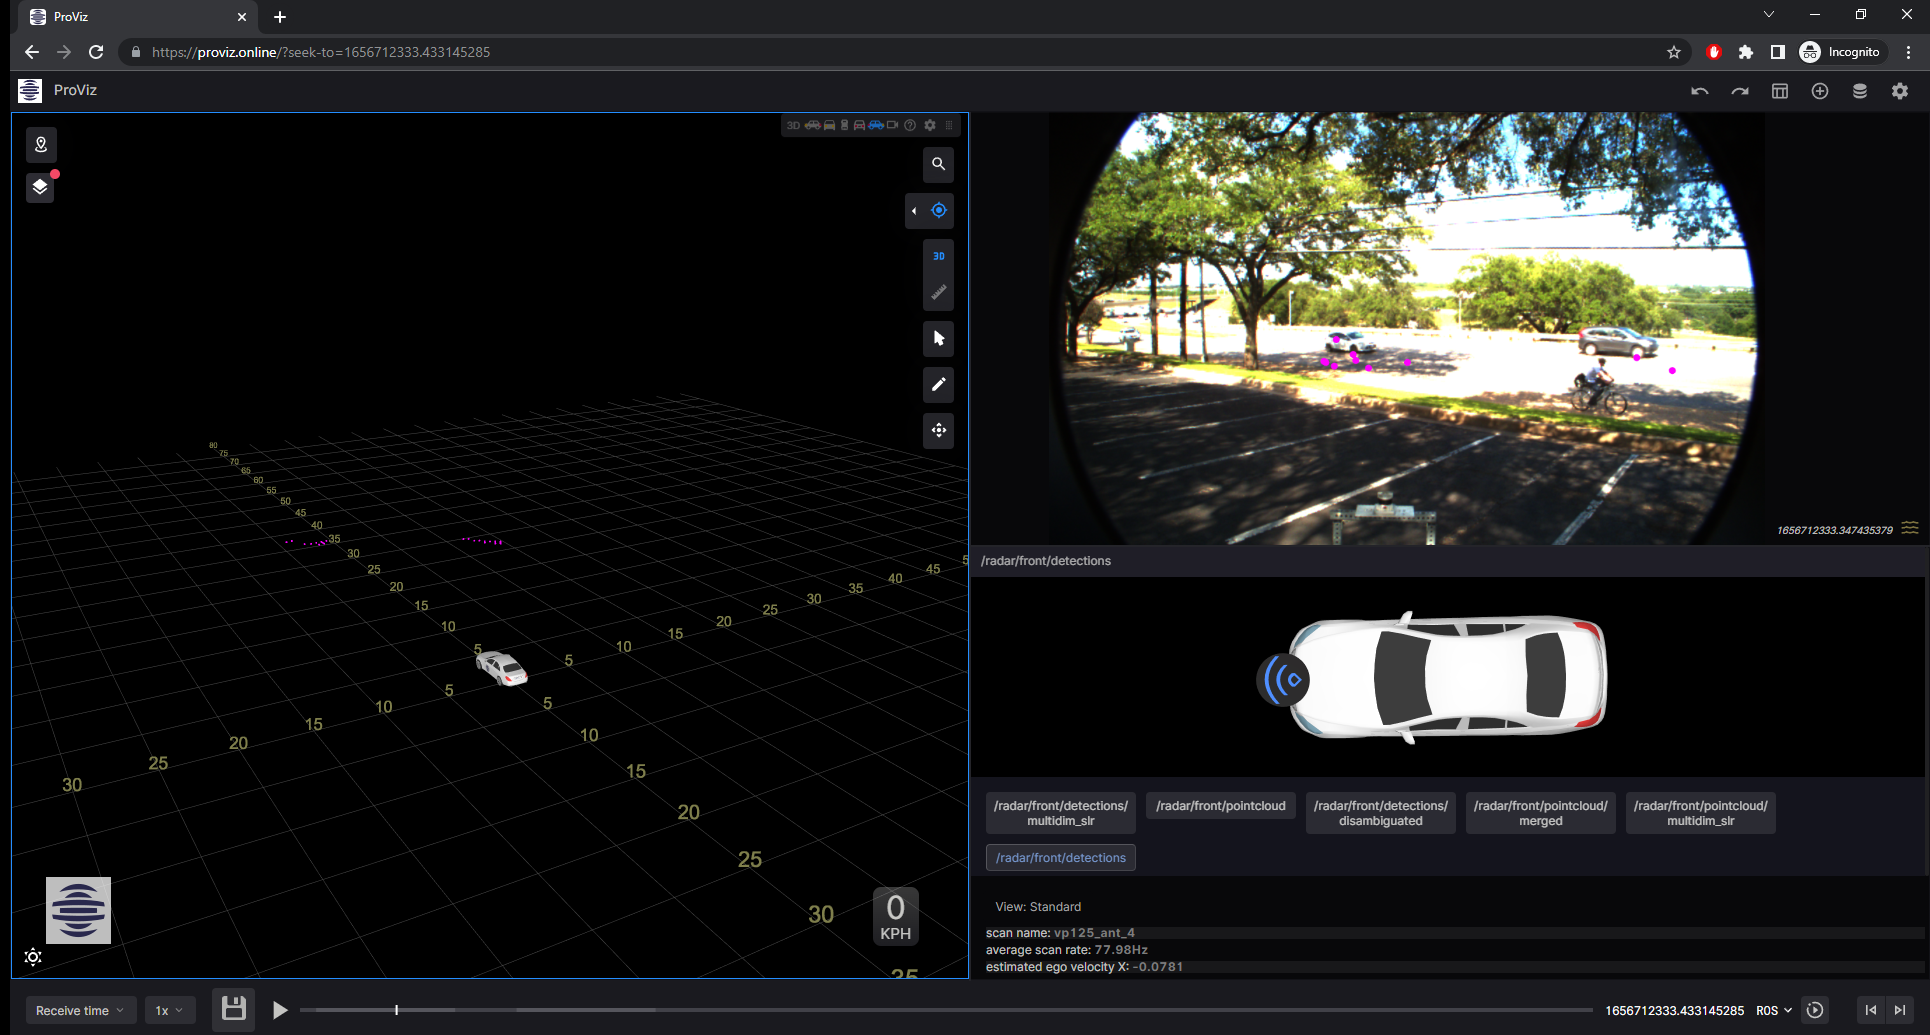 ProViz
https://proviz.online/?seek-to=1656712333.433145285
Incognito
ProViz
3D
3D
80
75
70
65
60
55
50
45
40
35
30
25
20
15
10
5
5
10
15
20
25
30
35
40
45
5
5
10
15
20
25
30
5
10
15
20
25
30
35
0
KPH
1656712333.347435379
/radar/front/detections
/radar/front/detections/
multidim_slr
/radar/front/pointcloud
/radar/front/detections/
disambiguated
/radar/front/pointcloud/
merged
/radar/front/pointcloud/
multidim_slr
/radar/front/detections
View: Standard
scan name: vp125_ant_4
average scan rate: 77.98Hz
estimated ego velocity X: -0.0781
Receive time
1x
1656712333.433145285 ROS